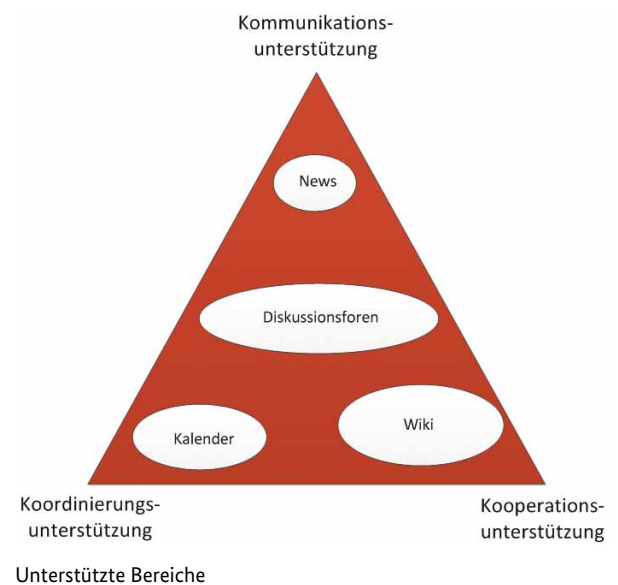 Kommunikations-
unterstützung
News
Diskussionsforen
Kalender
Wiki
Koordinierungs-
unterstützung
Kooperations-
unterstützung
Unterstützte Bereiche